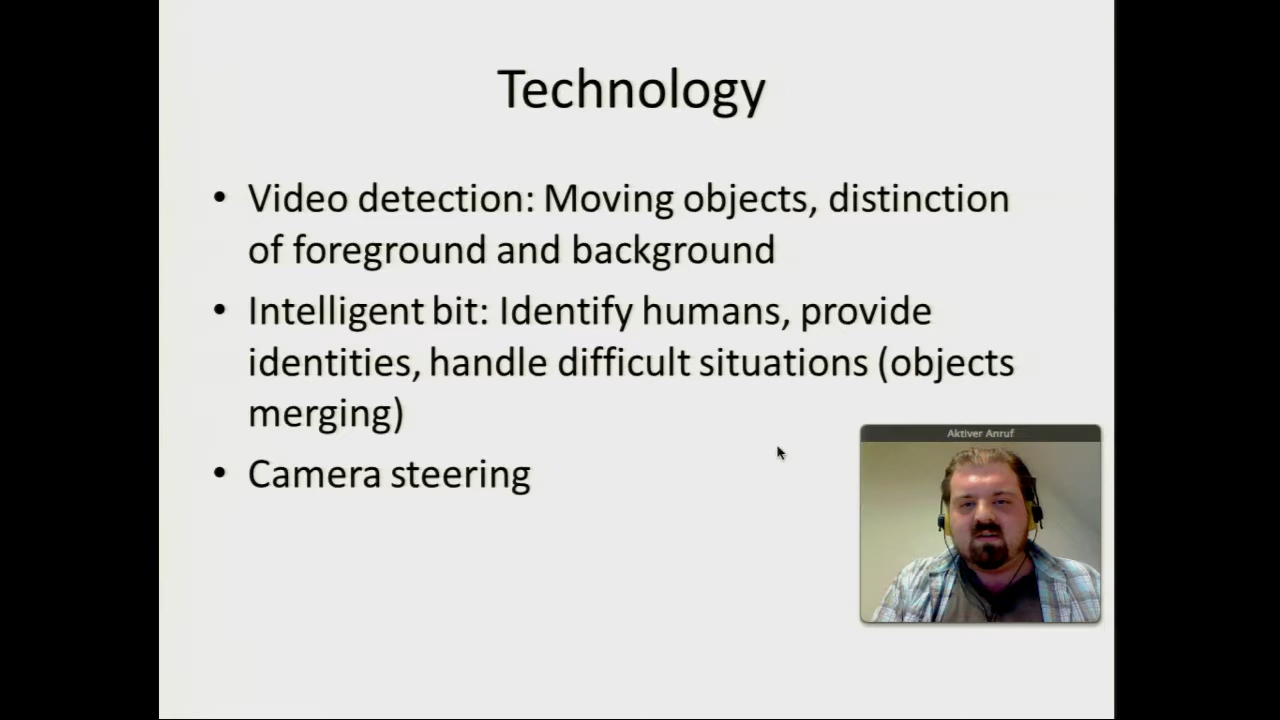 Technology
• Video detection: Moving objects, distinction
of foreground and background
• Intelligent bit: Identify humans, provide
identities, handle difficult situations (objects
merging)
• Camera steering
Aktiver Anruf